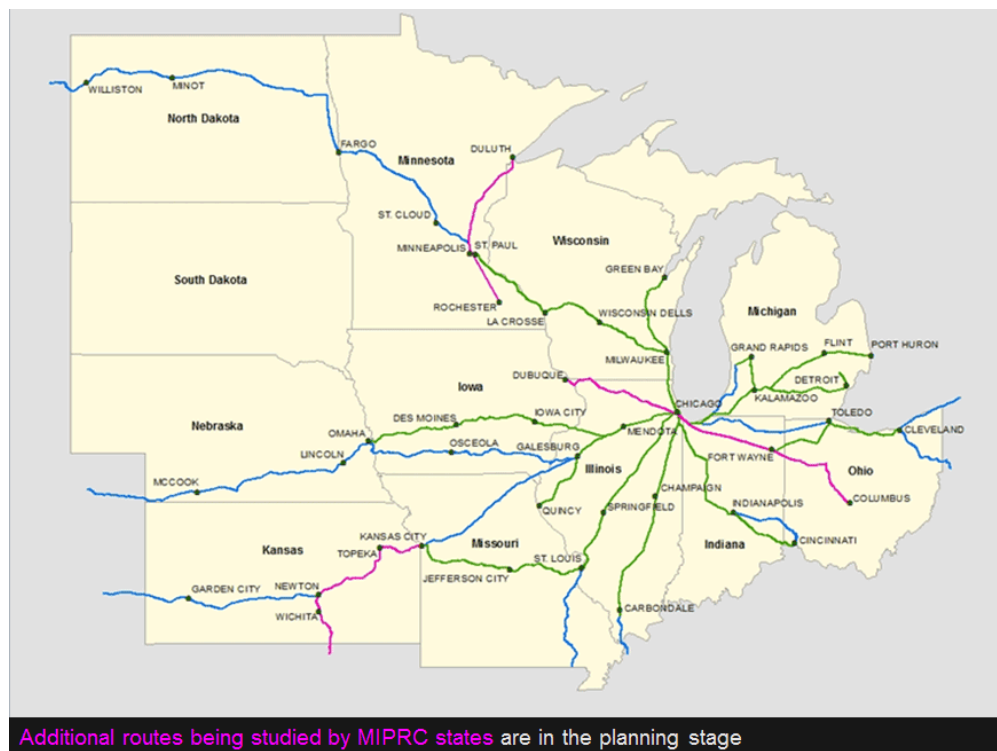 WILLISTON
MINOT
North Dakota
FARGO
DULUTH
Minnesota
ST. CLOUD
MINNEAPOLIS
ST. PAUL
Wisconsin
GREEN BAY
South Dakota
ROCHESTER
LA CROSSE
WISCONSIN DELLS
Michigan
GRAND RAPIDS
FLINT
PORT HURON
MILWAUKEE
DUBUQUE
DETROIT
KALAMAZOO
Iowa
CHICAGO
TOLEDO
DES MOINES
IOWA CITY
Nebraska
OMAHA
MENDOTA
CLEVELAND
OSCEOLA
GALESBURG
LINCOLN
FORT WAYNE
Illinois
Ohio
MCCOOK
CHAMPAIGN
COLUMBUS
QUINCY
SPRINGFIELD
INDIANAPOLIS
KANSAS CITY
Kansas
TOPEKA
Missouri
Indiana
CINCINNATI
ST. LOUIS
JEFFERSON CITY
GARDEN CITY
NEWTON
CARBONDALE
WICHITA
Additional routes being studied by MIPRC states are in the planning stage